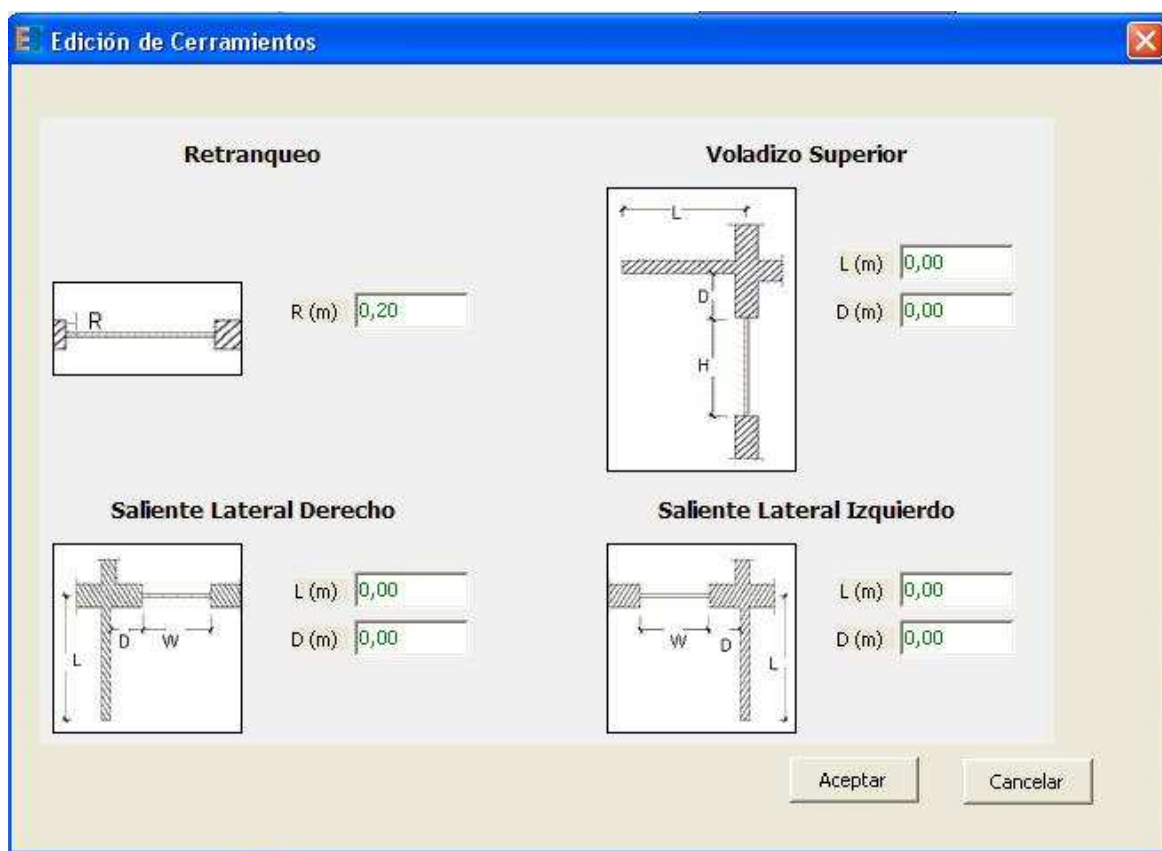 Edición de Cerramientos
Retranqueo
R
R (m) 0,20
Voladizo Superior
L
D
H
L (m) 0,00
D (m) 0,00
Saliente Lateral Derecho
D W
L
L (m) 0,00
D (m) 0,00
Saliente Lateral Izquierdo
W D
L
L (m) 0,00
D (m) 0,00
Aceptar Cancelar